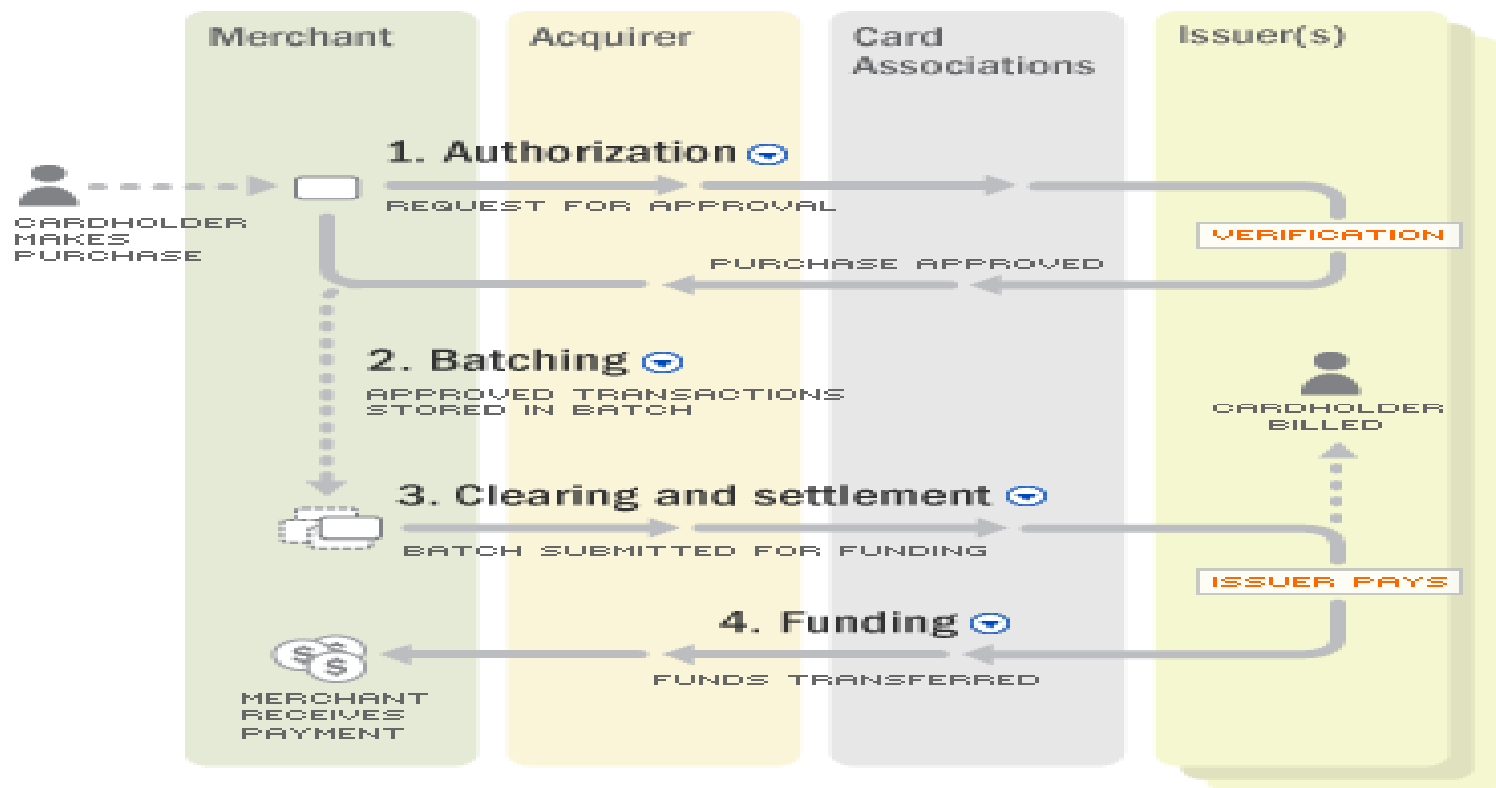 Merchant
Acquirer
Card
Associations
Issuer(s)
1. Authorization
REQUEST FOR APPROVAL
CARDHOLDER
MAKES
PURCHASE
VERIFICATION
PURCHASE APPROVED
2. Batching
APPROVED TRANSACTIONS
STORED IN BATCH
CARDHOLDER
BILLED
3. Clearing and settlement
BATCH SUBMITTED FOR FUNDING
ISSUER PAYS
4. Funding
FUNDS TRANSFERRED
$ $ $
MERCHANT
RECEIVES
PAYMENT